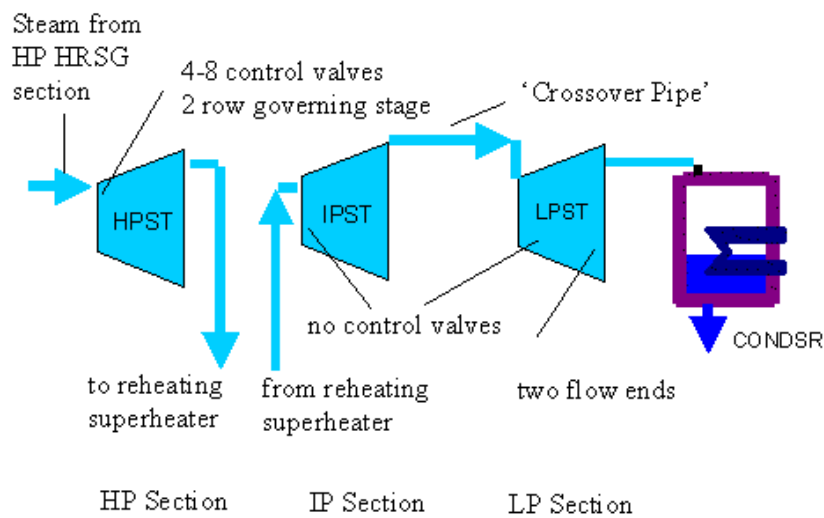 Steam from
HP HRSG
section
4-8 control valves
2 row governing stage
‘Crossover Pipe’
HPST
IPST
LPST
no control valves
CONDSR
to reheating
superheater
from reheating
superheater
two flow ends
HP Section
IP Section
LP Section